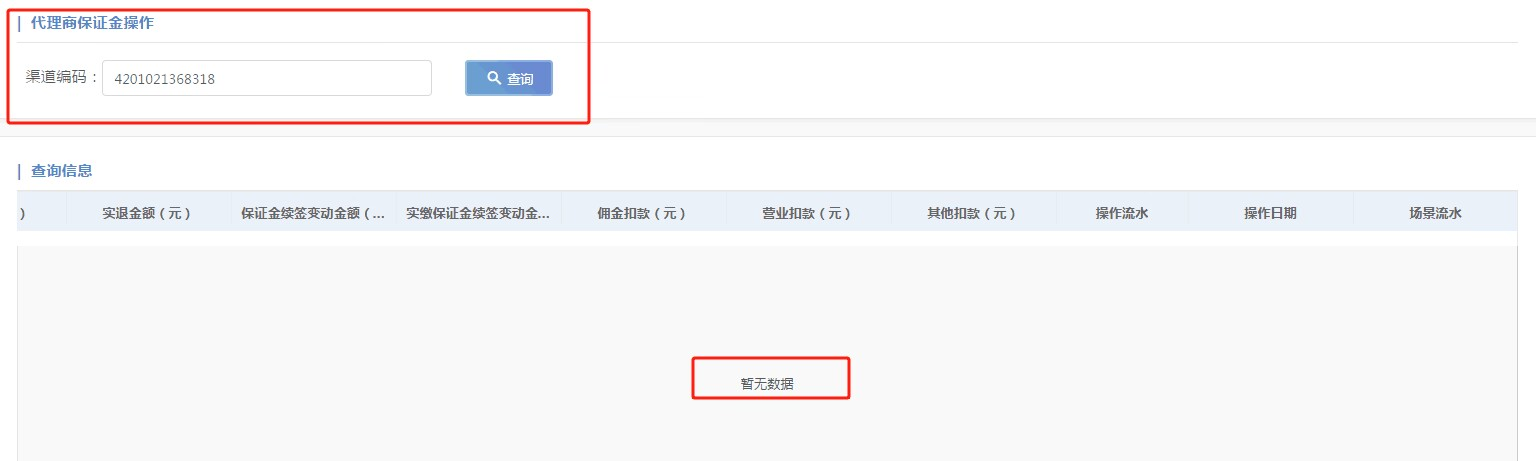 代理商保证金操作
渠道编码：4201021368318 查询
查询信息
） 实退金额（元） 保证金续签变动金额（... 实缴保证金续签变动金... 佣金扣款（元） 营业扣款（元） 其他扣款（元） 操作流水 操作日期 场景流水
暂无数据